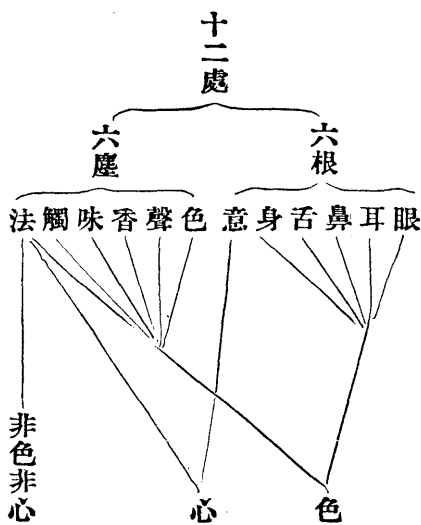 十二處
六根
六塵
眼耳鼻舌身意
色聲香味觸法
色
心
非色非心